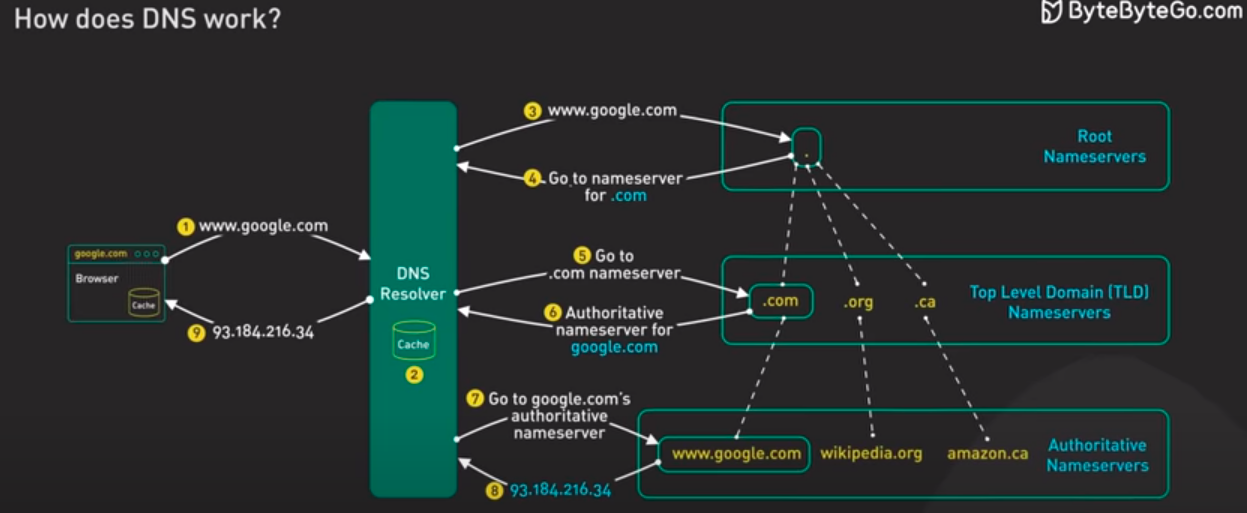 How does DNS work?
ByteByteGo.com
3 www.google.com
Root
Nameservers
.
4 Go to nameserver
for .com
1 www.google.com
google.com
Browser
Cache
9 93.184.216.34
DNS
Resolver
Cache
2
5 Go to
.com nameserver
.com
.org
.ca
Top Level Domain (TLD)
Nameservers
6 Authoritative
nameserver for
google.com
7 Go to google.com's
authoritative
nameserver
www.google.com
wikipedia.org
amazon.ca
Authoritative
Nameservers
8 93.184.216.34